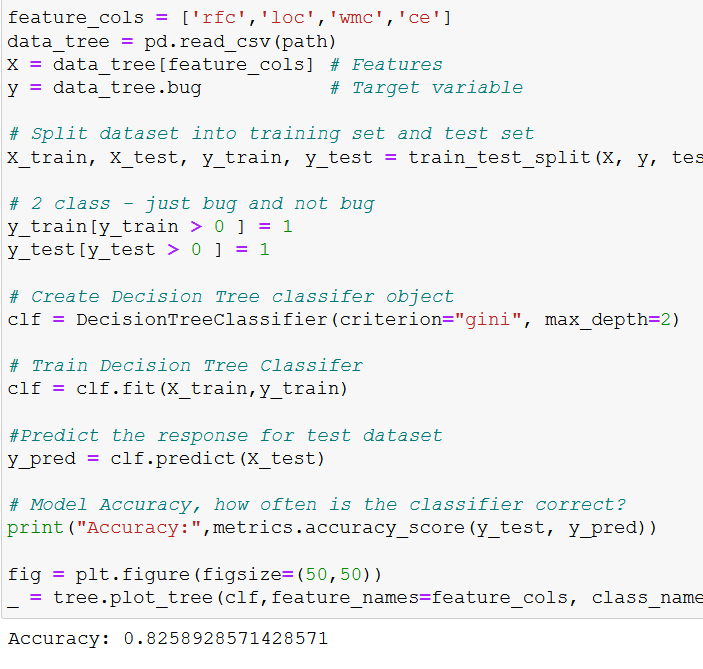 feature_cols = ['rfc','loc','wmc','ce']
data_tree = pd.read_csv(path)
X = data_tree[feature_cols] # Features
y = data_tree.bug # Target variable
# Split dataset into training set and test set
X_train, X_test, y_train, y_test = train_test_split(X, y, tes
# 2 class - just bug and not bug
y_train[y_train > 0 ] = 1
y_test[y_test > 0 ] = 1
# Create Decision Tree classifer object
clf = DecisionTreeClassifier(criterion="gini", max_depth=2)
# Train Decision Tree Classifer
clf = clf.fit(X_train,y_train)
#Predict the response for test dataset
y_pred = clf.predict(X_test)
# Model Accuracy, how often is the classifier correct?
print("Accuracy:",metrics.accuracy_score(y_test, y_pred))
fig = plt.figure(figsize=(50,50))
_ = tree.plot_tree(clf,feature_names=feature_cols, class_name
Accuracy: 0.8258928571428571